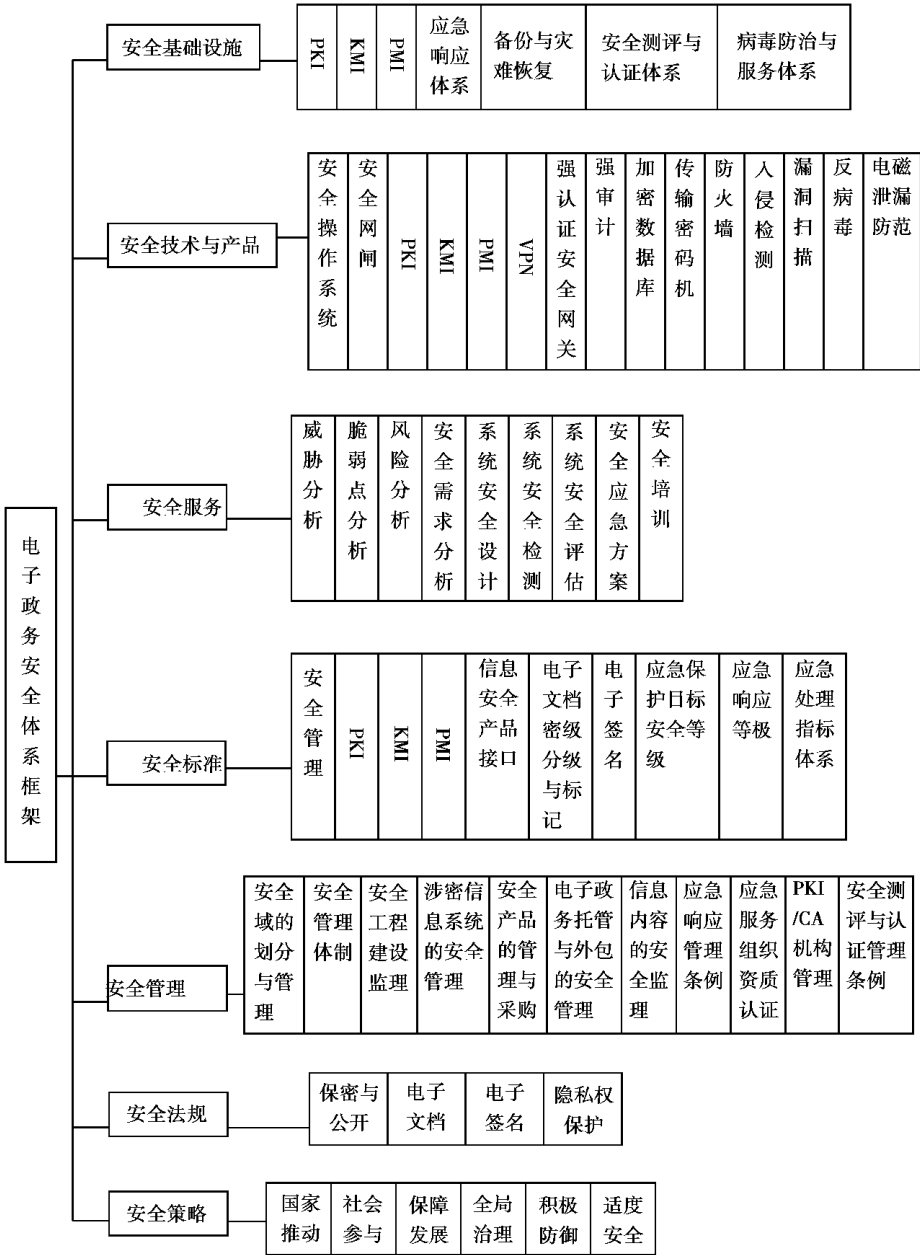 电子政务安全体系框架
安全基础设施
PKI
KMI
PMI
应急
响应
体系
备份与灾
难恢复
安全测评与
认证体系
病毒防治与
服务体系
安全技术与产品
安全操作系统
安全网闸
PKI
KMI
PMI
VPN
强认证安全网关
强审计
加密数据库
传输密码机
防火墙
入侵检测
漏洞扫描
反病毒
电磁
泄漏
防范
安全服务
威胁分析
脆弱点分析
风险分析
安全需求分析
系统安全设计
系统安全检测
系统安全评估
安全应急方案
安全培训
安全标准
安全管理
PKI
KMI
PMI
信息
安全
产品
接口
电子
文档
密级
分级
与标
记
电子签名
应急保
护日标
安全等
级
应急
响应
等极
应急
处理
指标
体系
安全管理
安全
域的
划分
与管
理
安全
管理
体制
安全
工程
建设
监理
涉密信
息系统
的安全
管理
安全
产品
的管
理与
采购
电子政
务托管
与外包
的安全
管理
信息
内容
的安
全监
理
应急
响应
管理
条例
应急
服务
组织
资质
认证
PKI
/CA
机构
管理
安全测
评与认
证管理
条例
安全法规
保密与
公开
电子
文档
电子
签名
隐私权
保护
安全策略
国家
推动
社会
参与
保障
发展
全局
治理
积极
防御
适度
安全